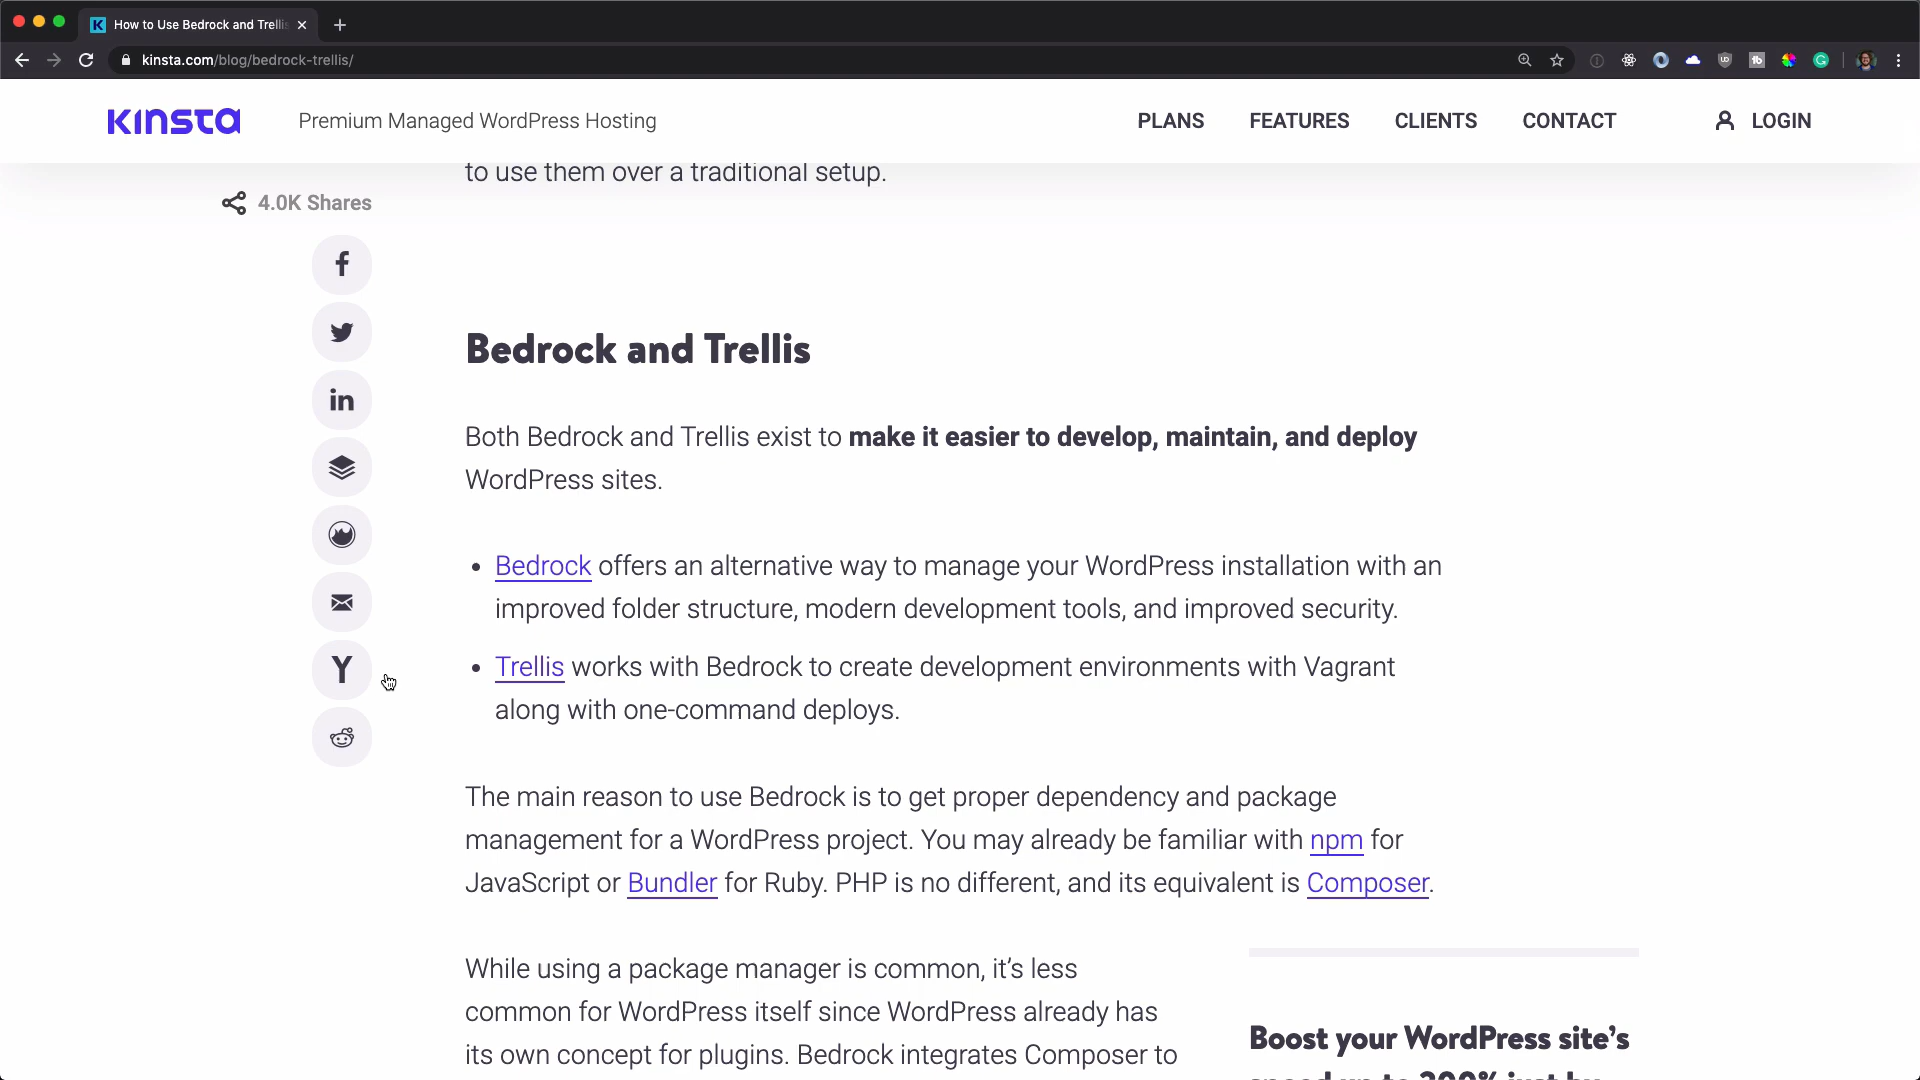 How to Use Bedrock and Trellis
kinsta.com/blog/bedrock-trellis/
KINSTA
Premium Managed WordPress Hosting
PLANS
FEATURES
CLIENTS
CONTACT
LOGIN
to use them over a traditional setup.
4.0K Shares
Bedrock and Trellis
Both Bedrock and Trellis exist to make it easier to develop, maintain, and deploy
WordPress sites.
• Bedrock offers an alternative way to manage your WordPress installation with an
improved folder structure, modern development tools, and improved security.
• Trellis works with Bedrock to create development environments with Vagrant
along with one-command deploys.
The main reason to use Bedrock is to get proper dependency and package
management for a WordPress project. You may already be familiar with npm for
JavaScript or Bundler for Ruby. PHP is no different, and its equivalent is Composer.
While using a package manager is common, it's less
common for WordPress itself since WordPress already has
its own concept for plugins. Bedrock integrates Composer to
Boost your WordPress site's
speed up to 200% just by